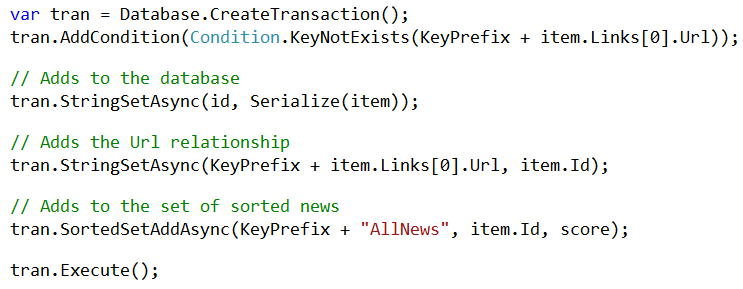 var tran = Database.CreateTransaction();
tran.AddCondition(Condition.KeyNotExists(KeyPrefix + item.Links[0].Url));
// Adds to the database
tran.StringSetAsync(id, Serialize(item));
// Adds the Url relationship
tran.StringSetAsync(KeyPrefix + item.Links[0].Url, item.Id);
// Adds to the set of sorted news
tran.SortedSetAddAsync(KeyPrefix + "AllNews", item.Id, score);
tran.Execute();